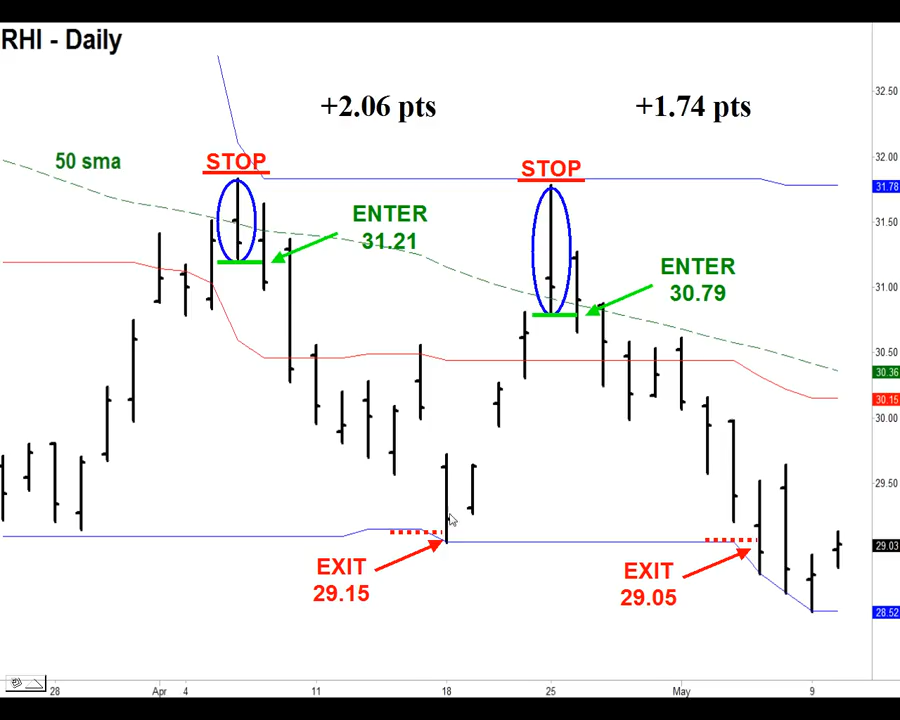 RHI - Daily
+2.06 pts
+1.74 pts
50 sma
STOP
STOP
ENTER
31.21
ENTER
30.79
EXIT
29.15
EXIT
29.05
32.50
32.00
31.78
31.50
31.00
30.50
30.36
30.15
30.00
29.50
29.03
28.52
28
Apr
4
11
18
25
May
9